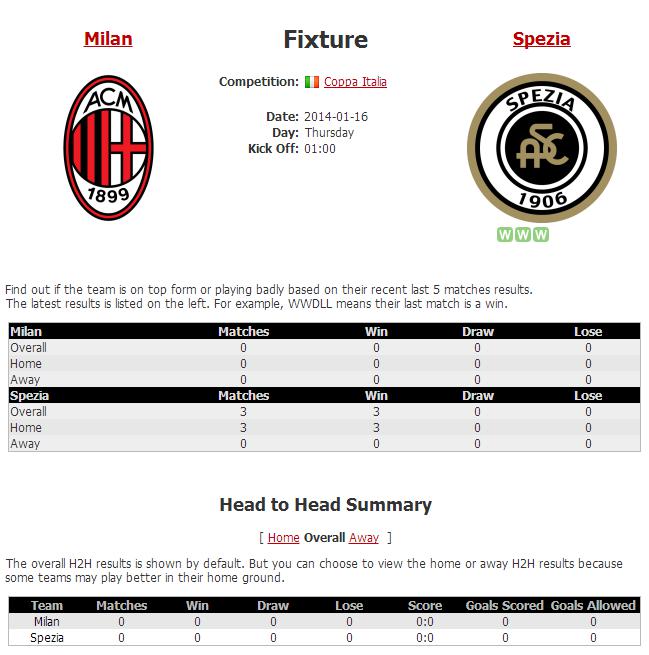 Milan
Fixture
Spezia
Competition: Coppa Italia
Date: 2014-01-16
Day: Thursday
Kick Off: 01:00
ACM
1899
SPEZIA
ASC
1906
W W W
Find out if the team is on top form or playing badly based on their recent last 5 matches results.
The latest results is listed on the left. For example, WWDLL means their last match is a win.
Milan Matches Win Draw Lose
Overall 0 0 0 0
Home 0 0 0 0
Away 0 0 0 0
Spezia Matches Win Draw Lose
Overall 3 3 0 0
Home 3 3 0 0
Away 0 0 0 0
Head to Head Summary
[ Home Overall Away ]
The overall H2H results is shown by default. But you can choose to view the home or away H2H results because
some teams may play better in their home ground.
Team Matches Win Draw Lose Score Goals Scored Goals Allowed
Milan 0 0 0 0 0:0 0 0
Spezia 0 0 0 0 0:0 0 0